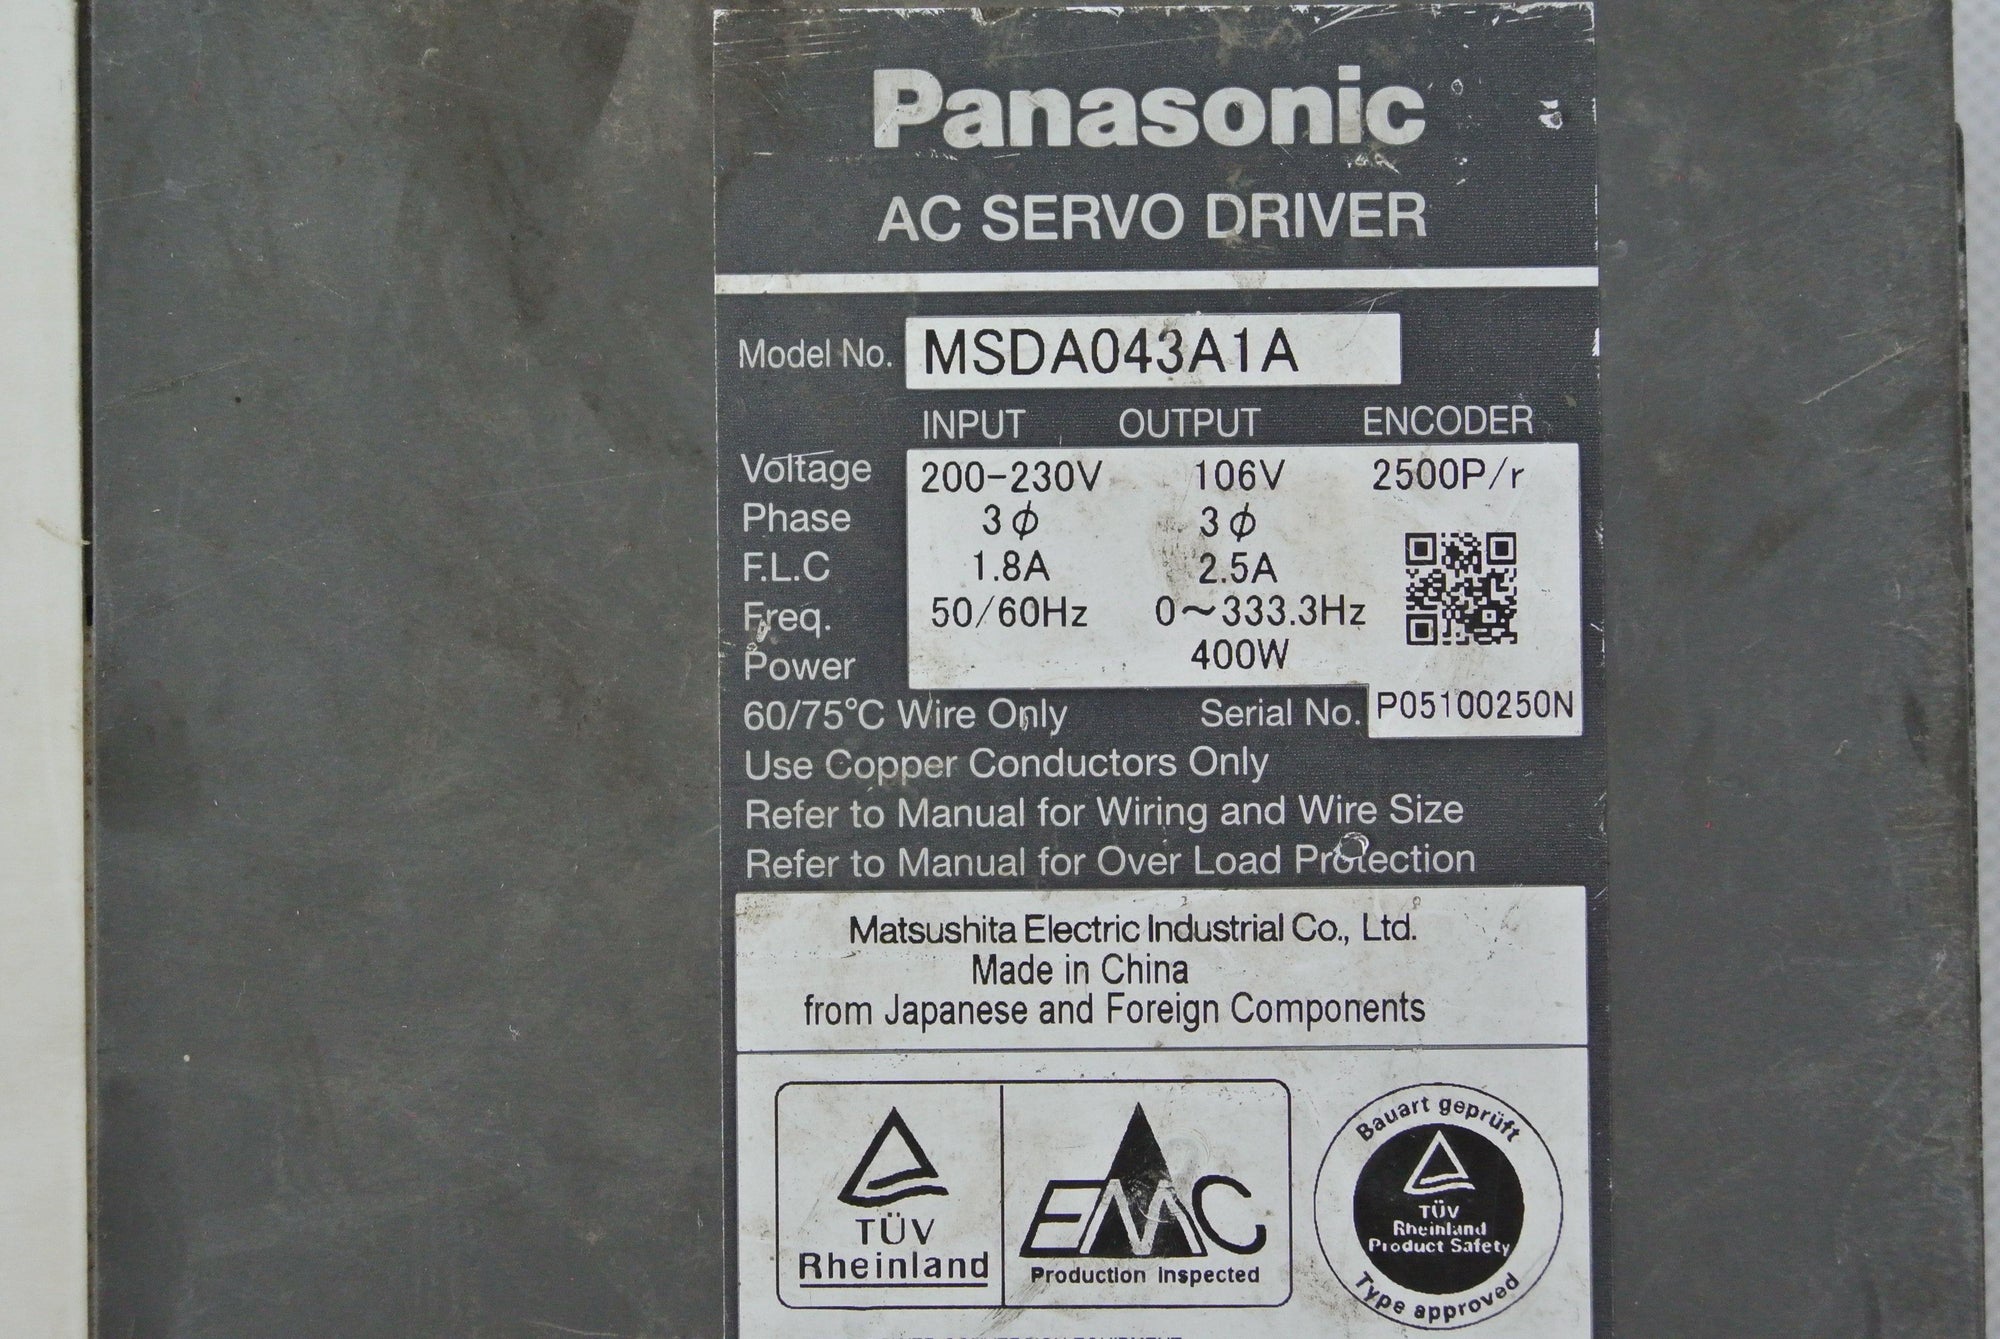 Panasonic
AC SERVO DRIVER
Model No. MSDA043A1A
INPUT OUTPUT ENCODER
Voltage 200-230V 106V 2500P/r
Phase 3ϕ 3ϕ
F.L.C 1.8A 2.5A
Freq. 50/60Hz 0~333.3Hz
Power 400W
60/75°C Wire Only Serial No. P05100250N
Use Copper Conductors Only
Refer to Manual for Wiring and Wire Size
Refer to Manual for Over Load Protection
Matsushita Electric Industrial Co., Ltd.
Made in China
from Japanese and Foreign Components
TÜV
Rheinland
EMC
Production inspected
Bauart geprüft
TÜV
Rheinland
Product Safety
Type approved